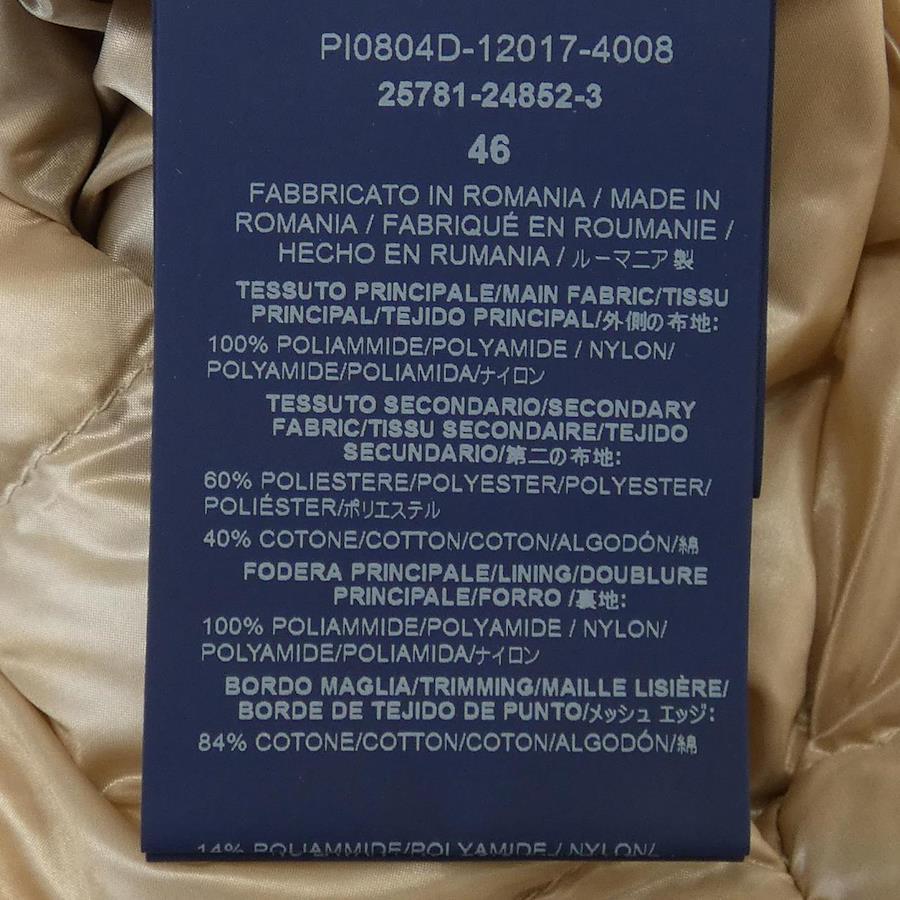 PI0804D-12017-4008
25781-24852-3
46
FABBRICATO IN ROMANIA / MADE IN
ROMANIA / FABRIQUÉ EN ROUMANIE /
HECHO EN RUMANIA / ルーマニア製
TESSUTO PRINCIPALE/MAIN FABRIC/TISSU
PRINCIPAL/TEJIDO PRINCIPAL/外側の布地:
100% POLIAMMIDE/POLYAMIDE / NYLON/
POLYAMIDE/POLIAMIDA/ナイロン
TESSUTO SECONDARIO/SECONDARY
FABRIC/TISSU SECONDAIRE/TEJIDO
SECUNDARIO/第二の布地:
60% POLIESTERE/POLYESTER/POLYESTER/
POLIÉSTER/ポリエステル
40% COTONE/COTTON/COTON/ALGODÓN/綿
FODERA PRINCIPALE/LINING/DOUBLURE
PRINCIPALE/FORRO /裏地:
100% POLIAMMIDE/POLYAMIDE / NYLON/
POLYAMIDE/POLIAMIDA/ナイロン
BORDO MAGLIA/TRIMMING/MAILLE LISIÈRE/
BORDE DE TEJIDO DE PUNTO/メッシュ エッジ:
84% COTONE/COTTON/COTON/ALGODÓN/綿
14% POLIAMMIDE/POLYAMIDE / NYLON/